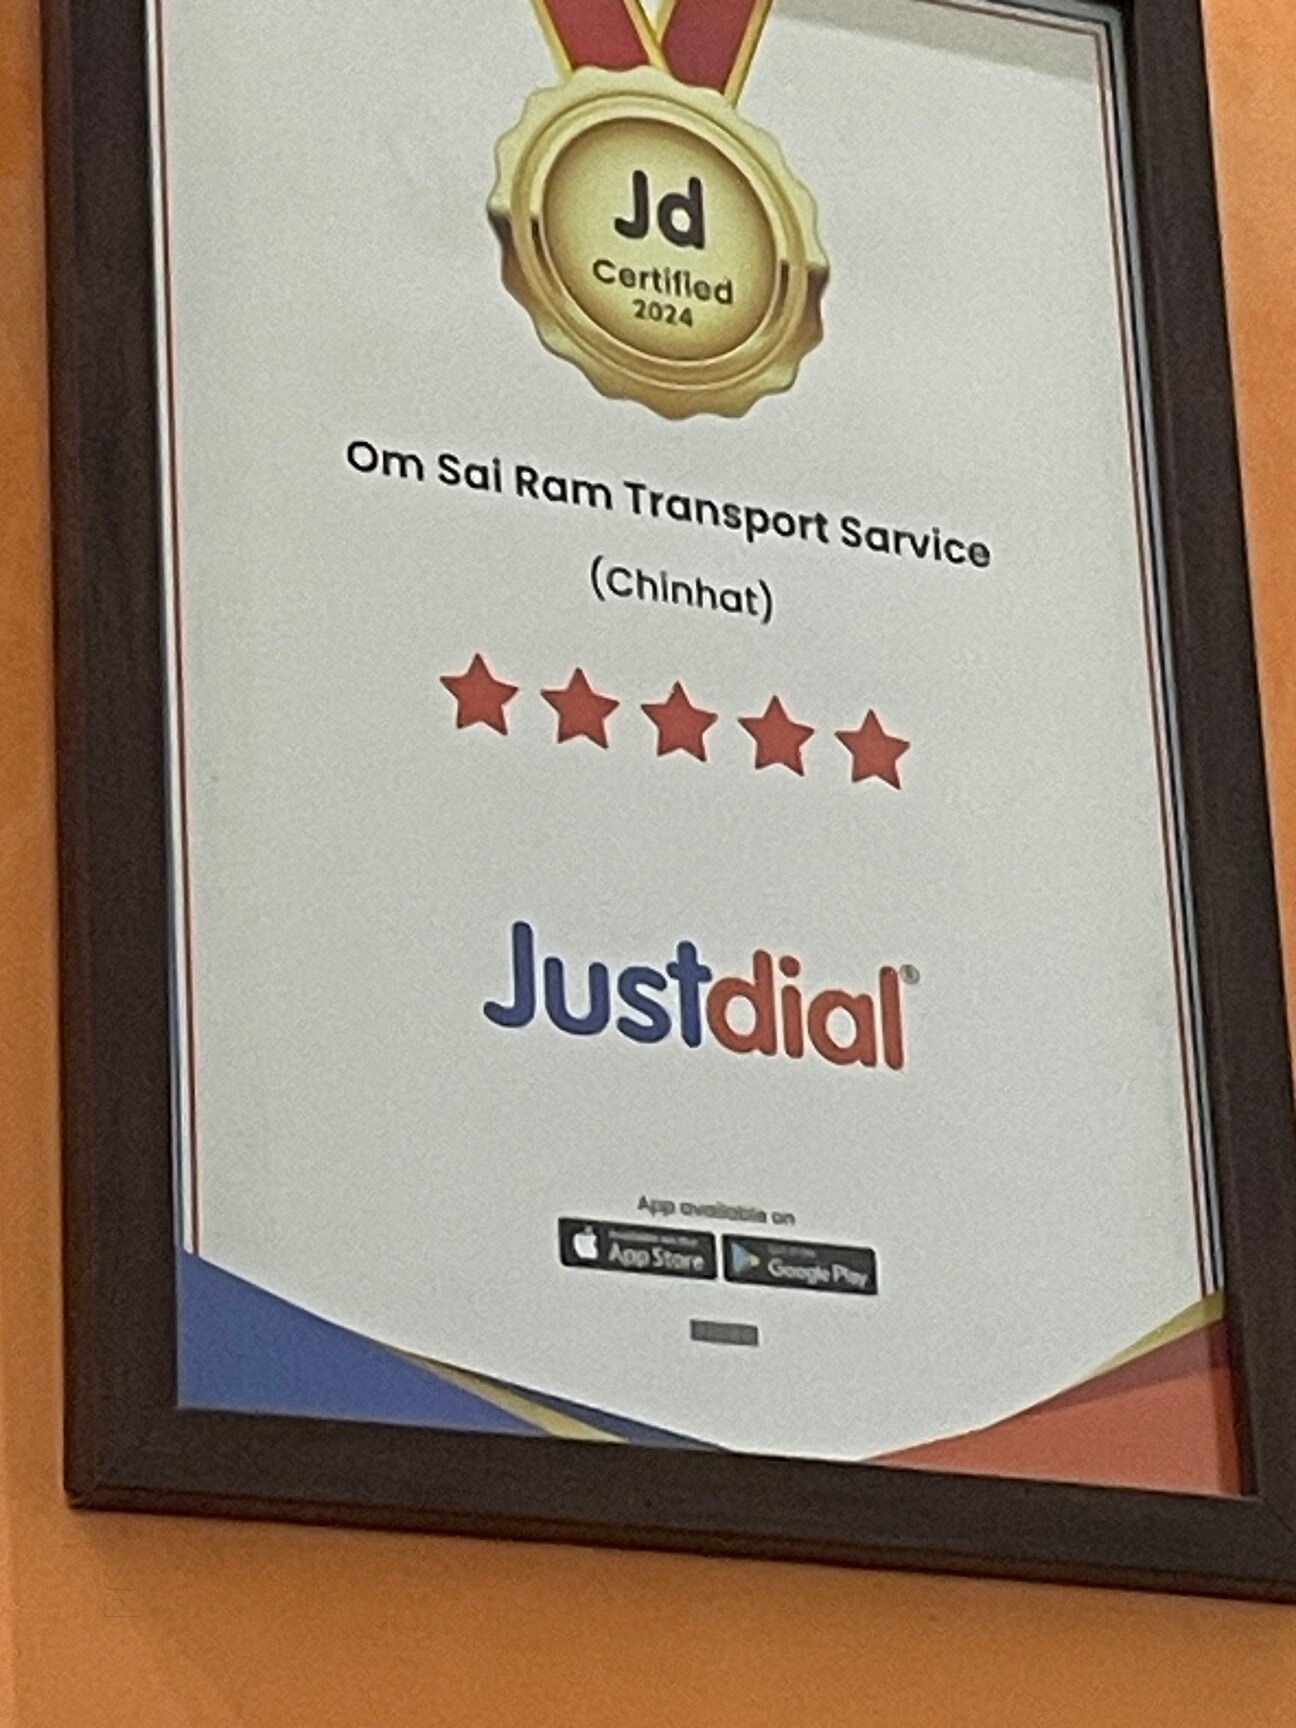 Jd
Certified
2024
Om Sai Ram Transport Sarvice
(Chinhat)
Justdial
App available on
App Store
Google Play